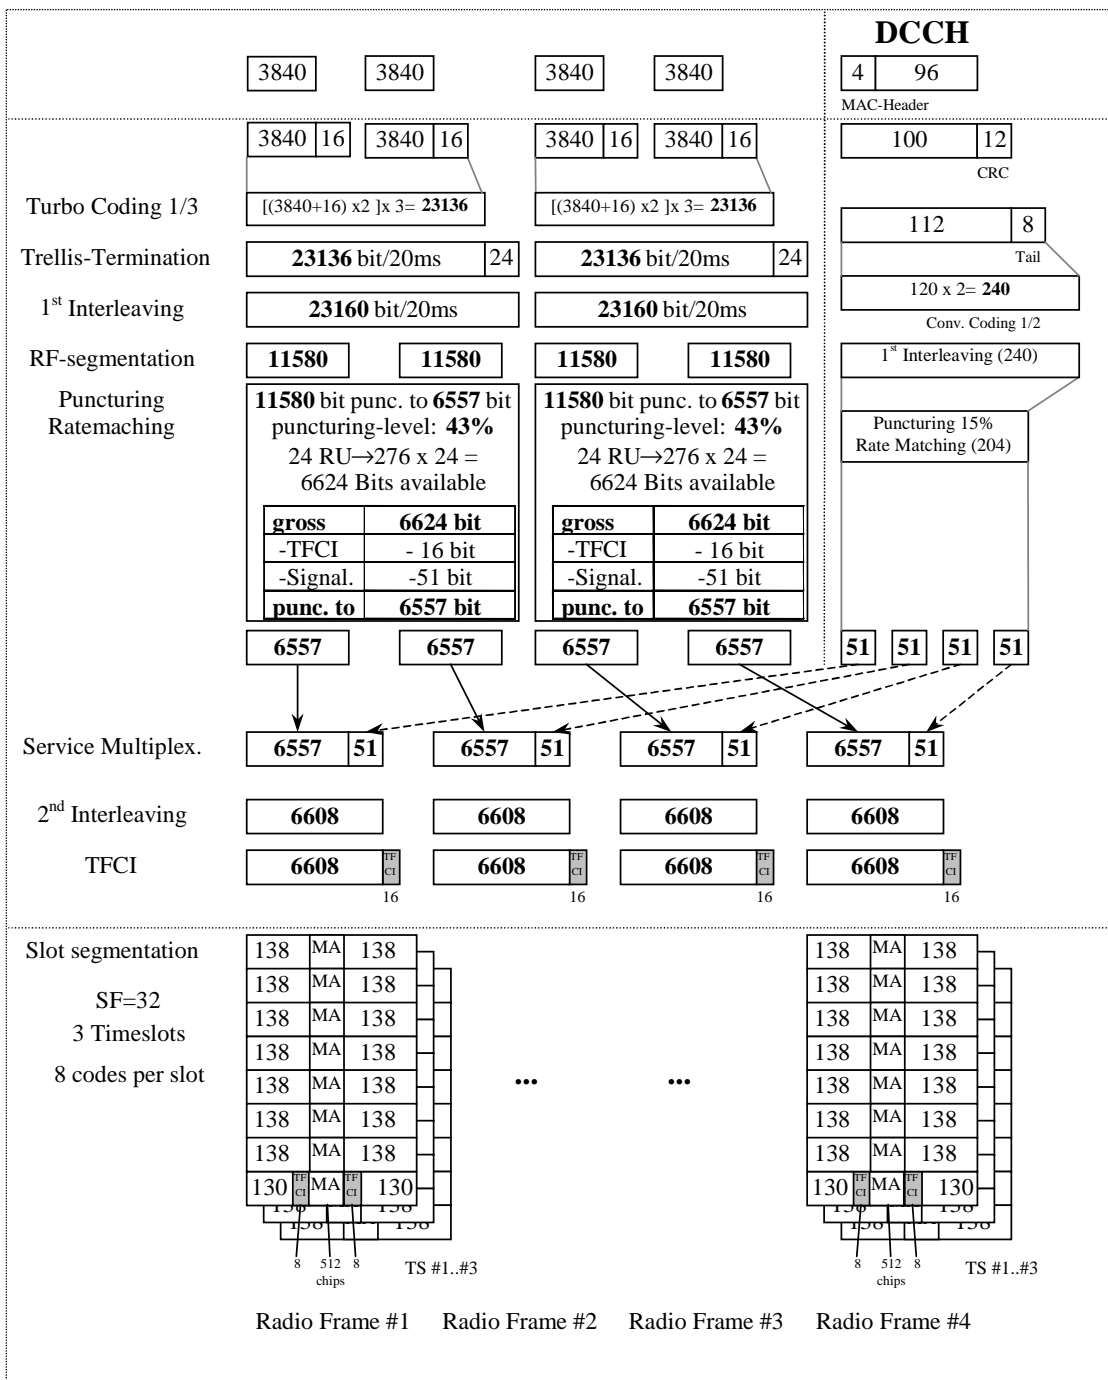 DCCH
3840 3840 3840 3840 4 96
MAC-Header
3840 16 3840 16 3840 16 3840 16 100 12
CRC
Turbo Coding 1/3 [(3840+16) x2 ]x 3= 23136 [(3840+16) x2 ]x 3= 23136
112 8
Tail
Trellis-Termination 23136 bit/20ms 24 23136 bit/20ms 24
120 x 2= 240
Conv. Coding 1/2
1st Interleaving 23160 bit/20ms 23160 bit/20ms
RF-segmentation 11580 11580 11580 11580 1st Interleaving (240)
Puncturing 11580 bit punc. to 6557 bit 11580 bit punc. to 6557 bit
Ratemaching puncturing-level: 43% puncturing-level: 43% Puncturing 15%
Rate Matching (204)
24 RU→276 x 24 = 24 RU→276 x 24 =
6624 Bits available 6624 Bits available
gross 6624 bit gross 6624 bit
-TFCI - 16 bit -TFCI - 16 bit
-Signal. -51 bit -Signal. -51 bit
punc. to 6557 bit punc. to 6557 bit
6557 6557 6557 6557 51 51 51 51
Service Multiplex. 6557 51 6557 51 6557 51 6557 51
2nd Interleaving 6608 6608 6608 6608
TFCI 6608 TF CI 6608 TF CI 6608 TF CI 6608 TF CI
16 16 16 16
Slot segmentation 138 MA 138 138 MA 138
138 MA 138 138 MA 138
SF=32
138 MA 138 138 MA 138
3 Timeslots
138 MA 138 138 MA 138
8 codes per slot 138 MA 138 ... ... 138 MA 138
138 MA 138 138 MA 138
138 MA 138 138 MA 138
130 TF CI MA TF CI 130 130 TF CI MA TF CI 130
138 138 138 138
138 138 138 138
8 512 8 TS #1..#3 8 512 8 TS #1..#3
chips chips
Radio Frame #1 Radio Frame #2 Radio Frame #3 Radio Frame #4